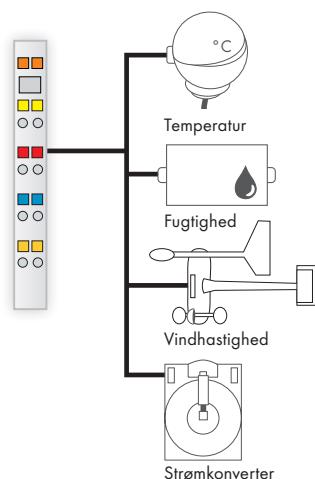 °C
Temperatur
Fugtighed
Vindhastighed
Strømkonverter